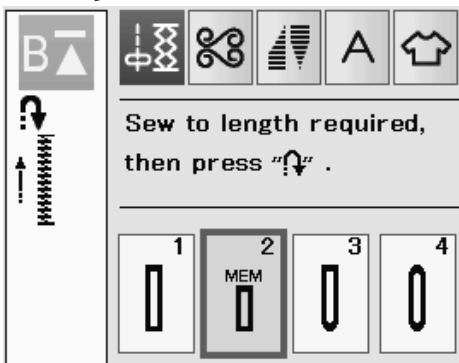 B
A
Sew to length required,
then press "".
1
2
3
4
MEM